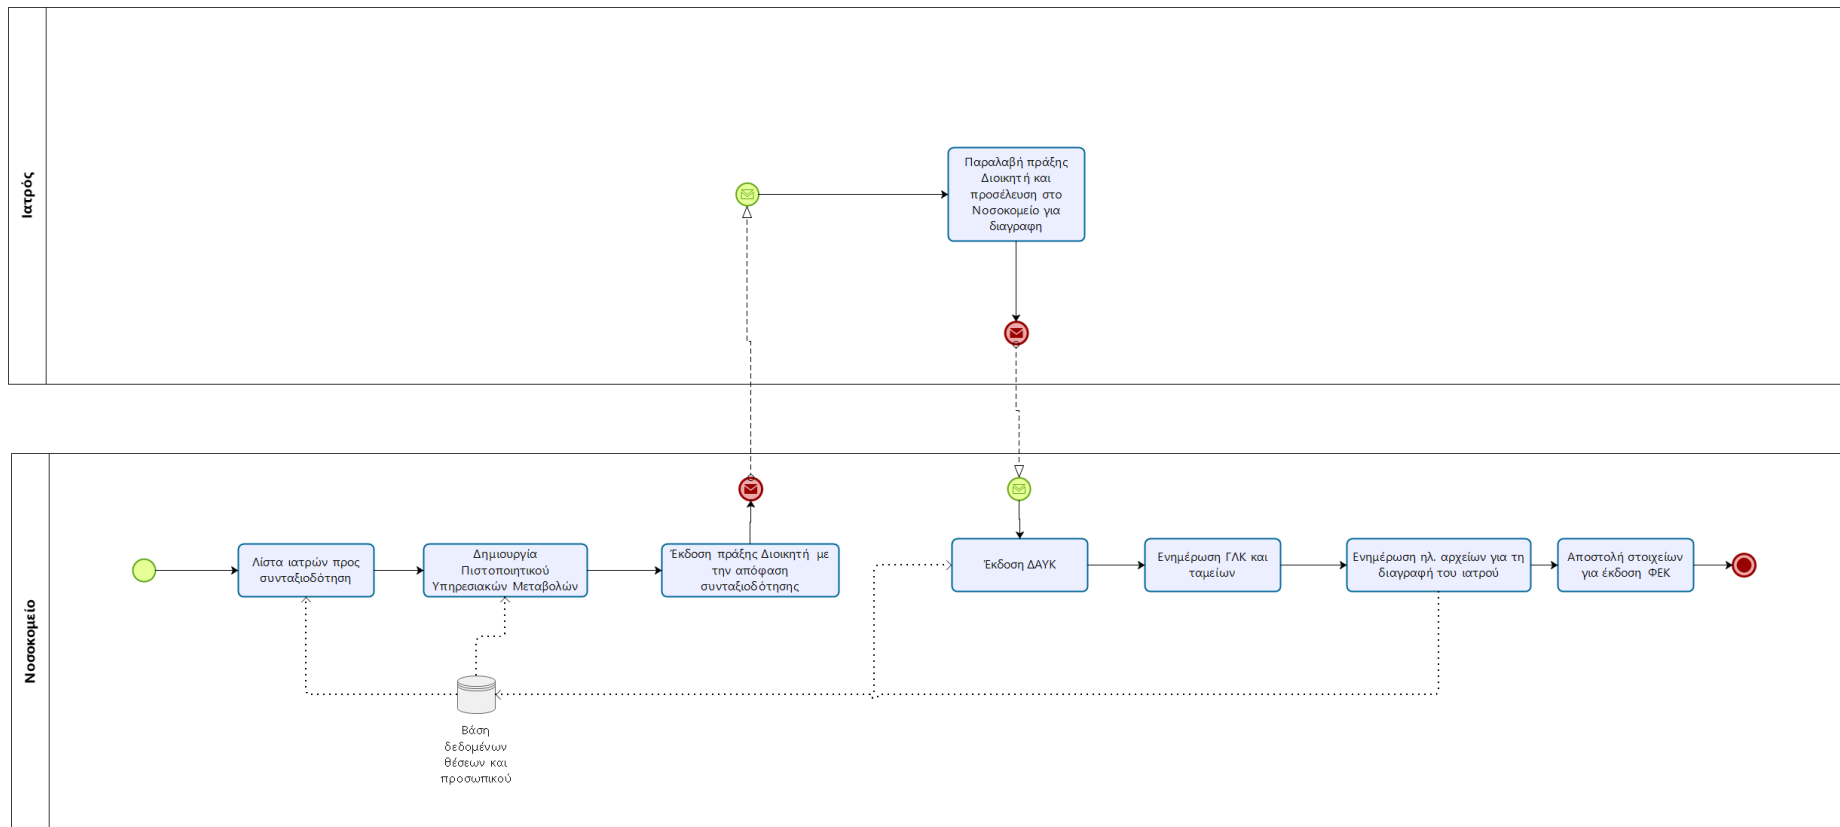 Ιατρός
Παραλαβή πράξης
Διοικητή και
προσέλευση στο
Νοσοκομείο για
διαγραφη
Νοσοκομείο
Λίστα ιατρών προς
συνταξιοδότηση
Δημιουργία
Πιστοποιητικού
Υπηρεσιακών Μεταβολών
Έκδοση πράξης Διοικητή με
την απόφαση
συνταξιοδότησης
Έκδοση ΔΑΥΚ
Ενημέρωση ΓΛΚ και
ταμείων
Ενημέρωση ηλ. αρχείων για τη
διαγραφή του ιατρού
Αποστολή στοιχείων
για έκδοση ΦΕΚ
Βάση
δεδομένων
θέσεων και
προσωπικού